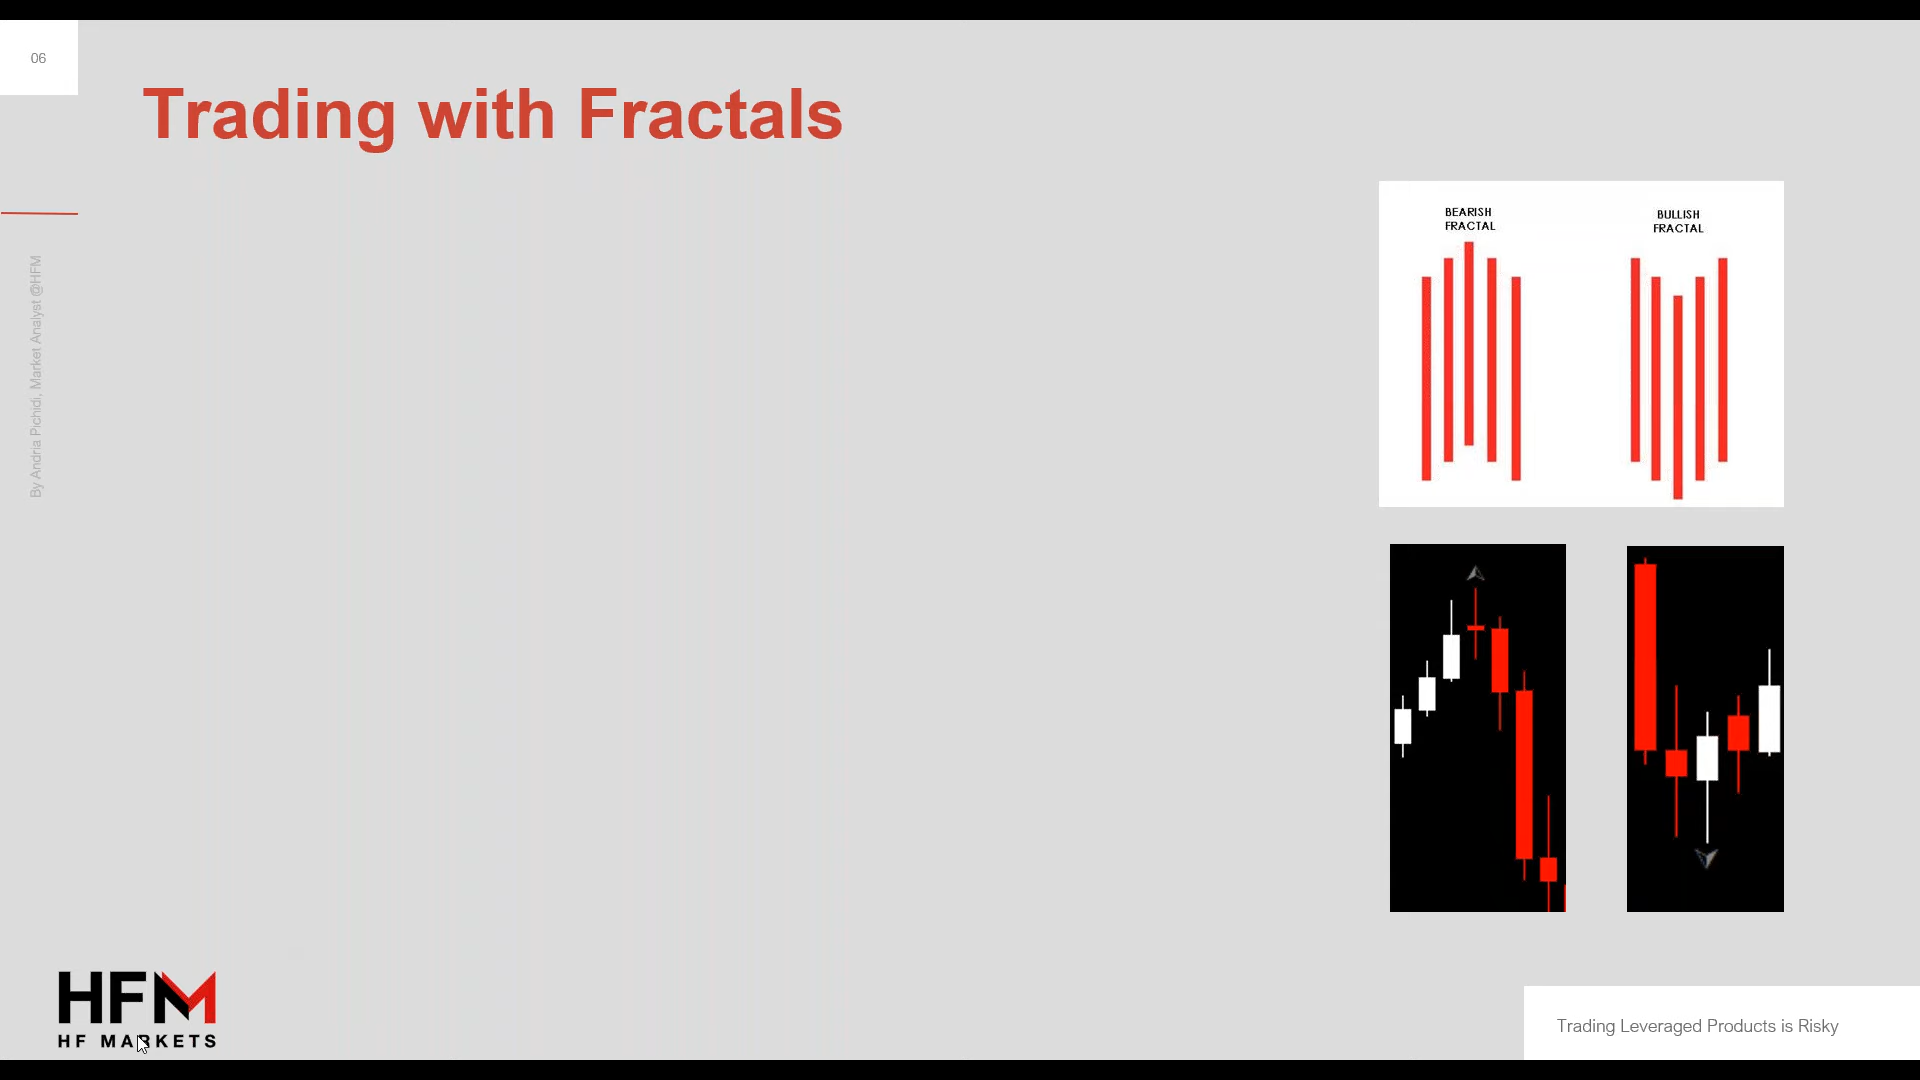 06
Trading with Fractals
By Andria Pichidi, Market Analyst @HFM
BEARISH
FRACTAL
BULLISH
FRACTAL
HFM
HF MARKETS
Trading Leveraged Products is Risky